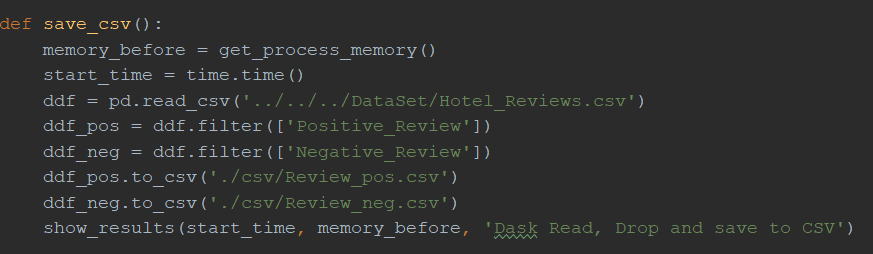 def save_csv():
    memory_before = get_process_memory()
    start_time = time.time()
    ddf = pd.read_csv('../../../DataSet/Hotel_Reviews.csv')
    ddf_pos = ddf.filter(['Positive_Review'])
    ddf_neg = ddf.filter(['Negative_Review'])
    ddf_pos.to_csv('./csv/Review_pos.csv')
    ddf_neg.to_csv('./csv/Review_neg.csv')
    show_results(start_time, memory_before, 'Dask Read, Drop and save to CSV')